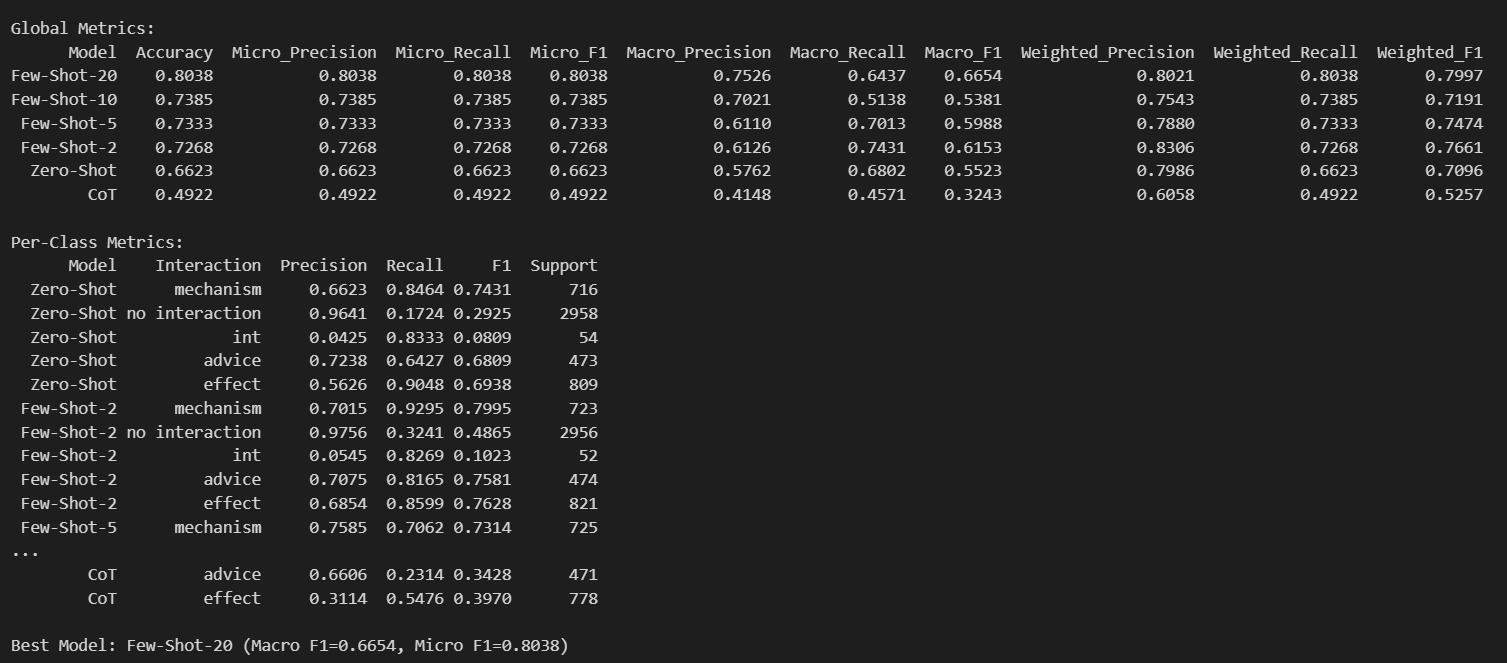 Global Metrics:
Model Accuracy Micro_Precision Micro_Recall Micro_F1 Macro_Precision Macro_Recall Macro_F1 Weighted_Precision Weighted_Recall Weighted_F1
Few-Shot-20 0.8038 0.8038 0.8038 0.8038 0.7526 0.6437 0.6654 0.8021 0.8038 0.7997
Few-Shot-10 0.7385 0.7385 0.7385 0.7385 0.7021 0.5138 0.5381 0.7543 0.7385 0.7191
Few-Shot-5 0.7333 0.7333 0.7333 0.7333 0.6110 0.7013 0.5988 0.7880 0.7333 0.7474
Few-Shot-2 0.7268 0.7268 0.7268 0.7268 0.6126 0.7431 0.6153 0.8306 0.7268 0.7661
Zero-Shot 0.6623 0.6623 0.6623 0.6623 0.5762 0.6802 0.5523 0.7986 0.6623 0.7096
CoT 0.4922 0.4922 0.4922 0.4922 0.4148 0.4571 0.3243 0.6058 0.4922 0.5257
Per-Class Metrics:
Model Interaction Precision Recall F1 Support
Zero-Shot mechanism 0.6623 0.8464 0.7431 716
Zero-Shot no interaction 0.9641 0.1724 0.2925 2958
Zero-Shot int 0.0425 0.8333 0.0809 54
Zero-Shot advice 0.7238 0.6427 0.6809 473
Zero-Shot effect 0.5626 0.9048 0.6938 809
Few-Shot-2 mechanism 0.7015 0.9295 0.7995 723
Few-Shot-2 no interaction 0.9756 0.3241 0.4865 2956
Few-Shot-2 int 0.0545 0.8269 0.1023 52
Few-Shot-2 advice 0.7075 0.8165 0.7581 474
Few-Shot-2 effect 0.6854 0.8599 0.7628 821
Few-Shot-5 mechanism 0.7585 0.7062 0.7314 725
...
CoT advice 0.6606 0.2314 0.3428 471
CoT effect 0.3114 0.5476 0.3970 778
Best Model: Few-Shot-20 (Macro F1=0.6654, Micro F1=0.8038)